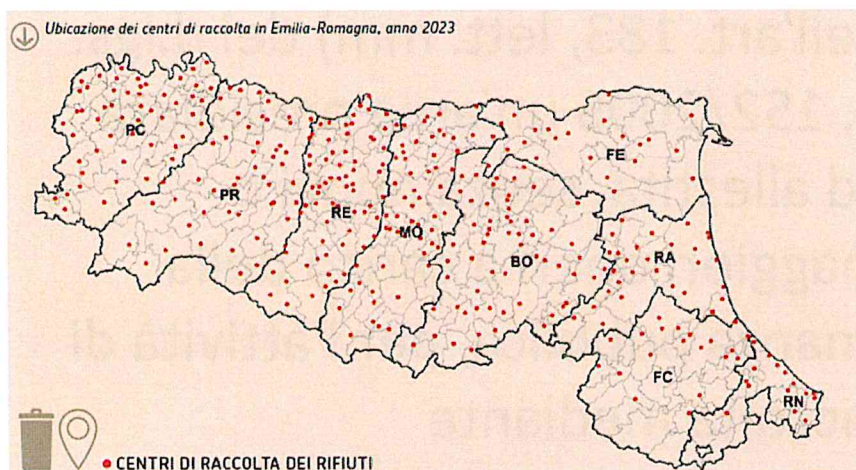 Ubicazione dei centri di raccolta in Emilia-Romagna, anno 2023
PC
PR
RE
MO
BO
FE
RA
FC
RN
CENTRI DI RACCOLTA DEI RIFIUTI